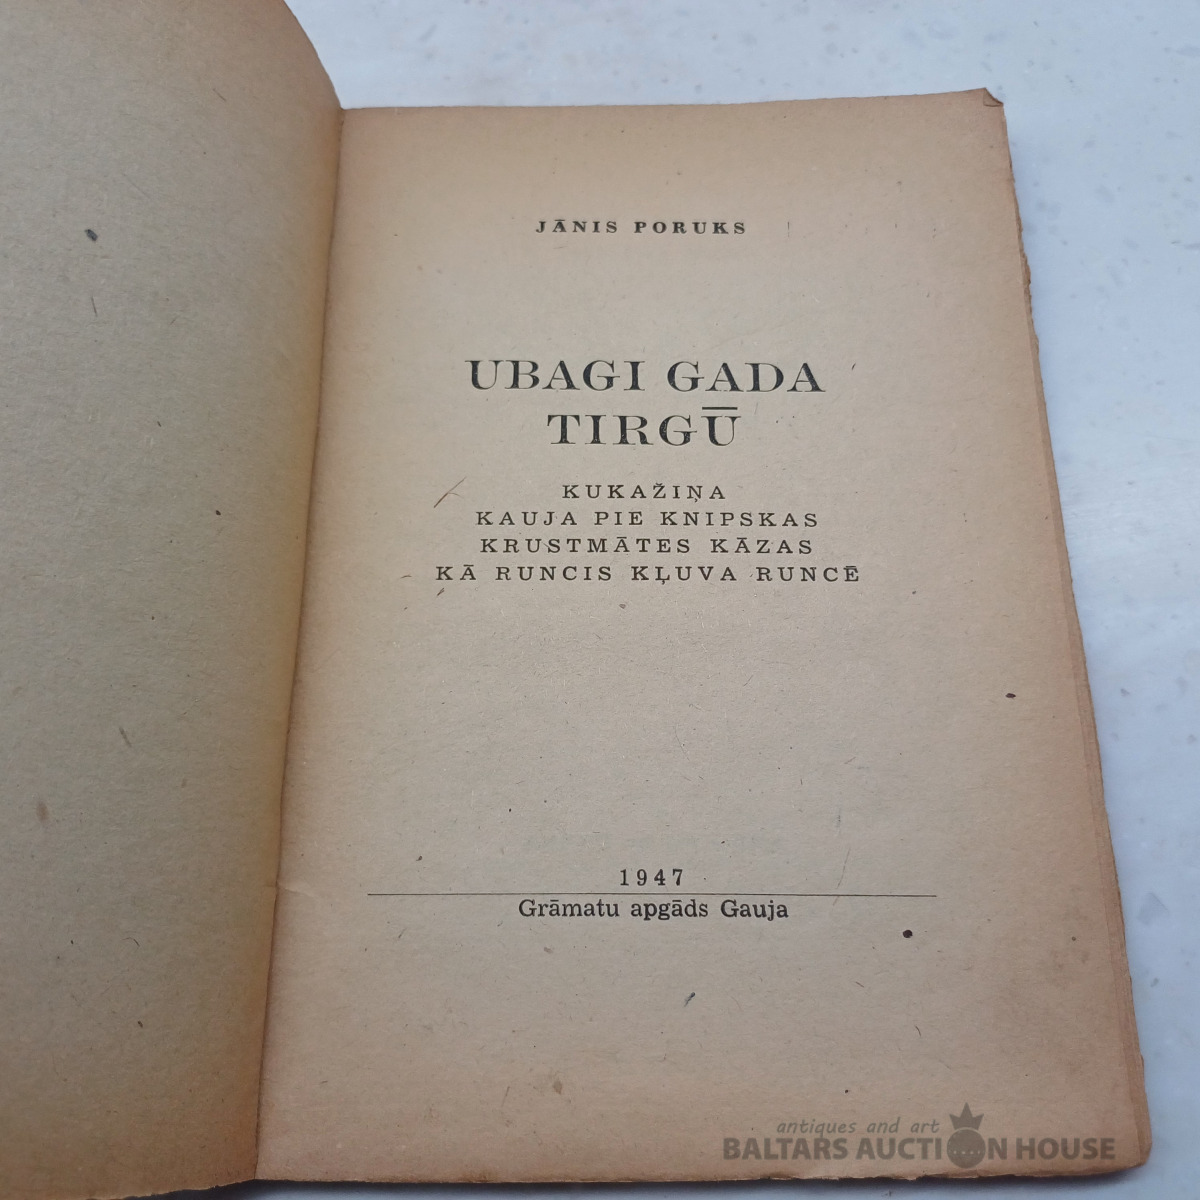 JĀNIS PORUKS
UBAGI GADA
TIRGŪ
KUKAŽIŅA
KAUJA PIE KNIPSKAS
KRUSTMĀTES KĀZAS
KĀ RUNCIS KĻUVA RUNCĒ
1947
Grāmatu apgāds Gauja
antiques and art
BALTARS AUCTION HOUSE